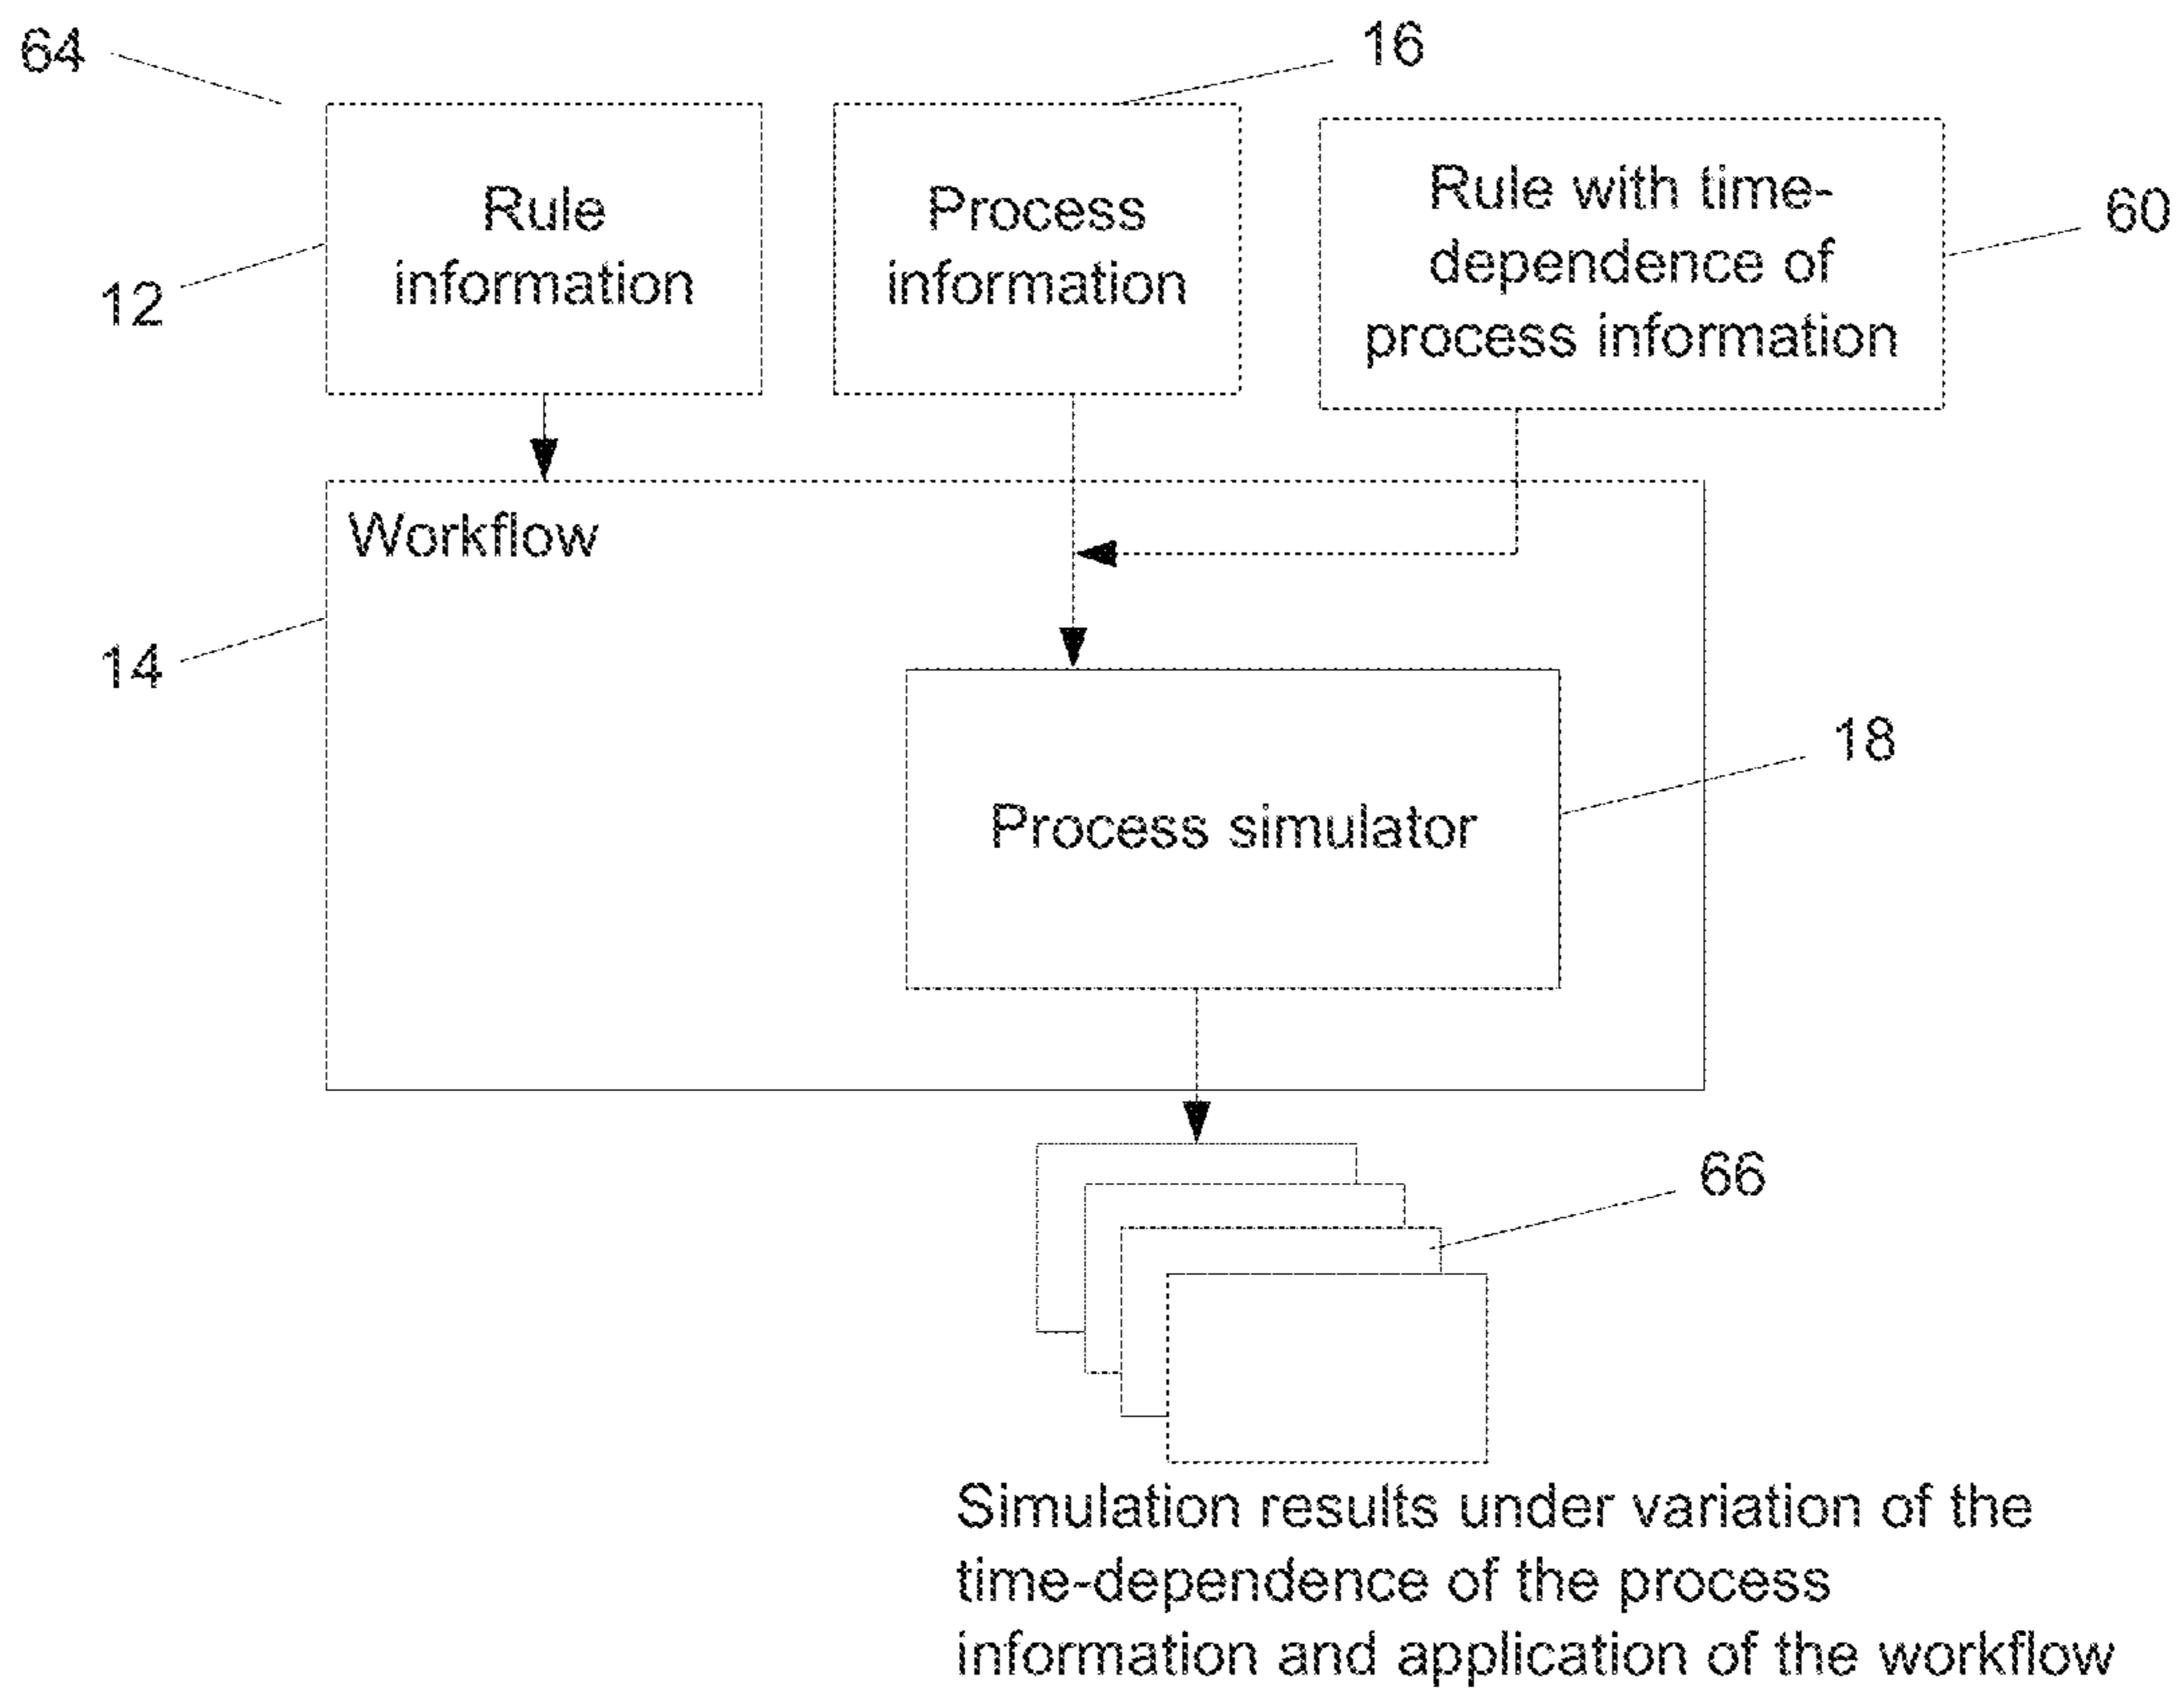 64
16
Rule
information
Process
information
Rule with time-
dependence of
process information
60
12
Workflow
14
18
Process simulator
66
Simulation results under variation of the
time-dependence of the process
information and application of the workflow